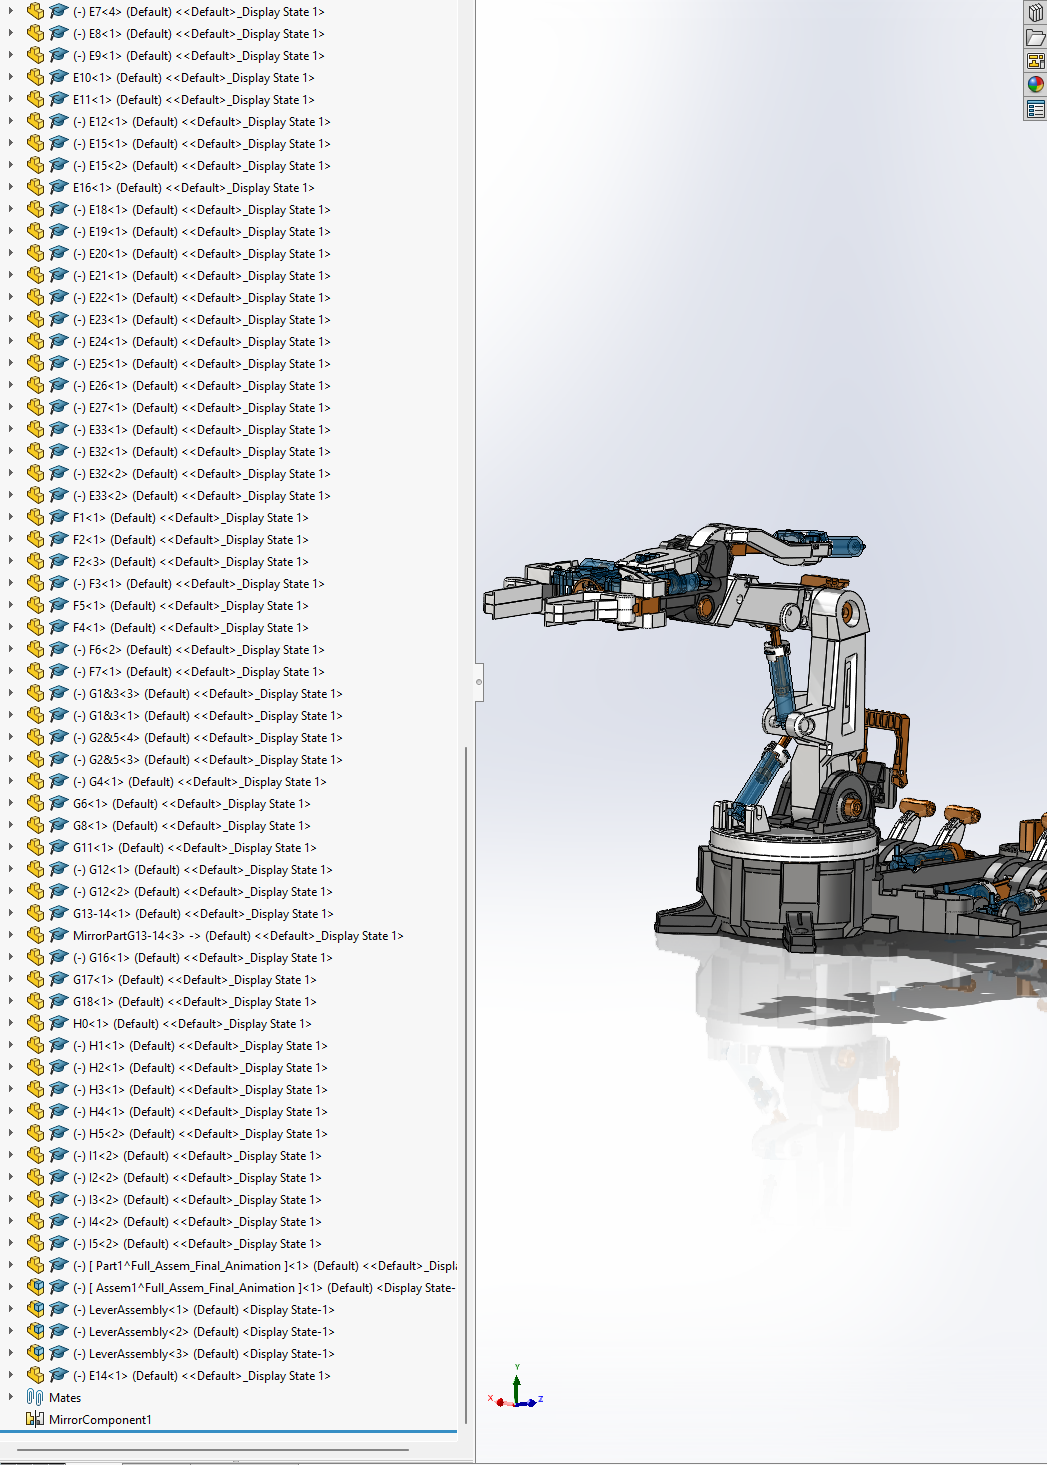 (-) E7<4> (Default) <<Default>_Display State 1>
(-) E8<1> (Default) <<Default>_Display State 1>
(-) E9<1> (Default) <<Default>_Display State 1>
E10<1> (Default) <<Default>_Display State 1>
E11<1> (Default) <<Default>_Display State 1>
(-) E12<1> (Default) <<Default>_Display State 1>
(-) E15<1> (Default) <<Default>_Display State 1>
(-) E15<2> (Default) <<Default>_Display State 1>
E16<1> (Default) <<Default>_Display State 1>
(-) E18<1> (Default) <<Default>_Display State 1>
(-) E19<1> (Default) <<Default>_Display State 1>
(-) E20<1> (Default) <<Default>_Display State 1>
(-) E21<1> (Default) <<Default>_Display State 1>
(-) E22<1> (Default) <<Default>_Display State 1>
(-) E23<1> (Default) <<Default>_Display State 1>
(-) E24<1> (Default) <<Default>_Display State 1>
(-) E25<1> (Default) <<Default>_Display State 1>
(-) E26<1> (Default) <<Default>_Display State 1>
(-) E27<1> (Default) <<Default>_Display State 1>
(-) E33<1> (Default) <<Default>_Display State 1>
(-) E32<1> (Default) <<Default>_Display State 1>
(-) E32<2> (Default) <<Default>_Display State 1>
(-) E33<2> (Default) <<Default>_Display State 1>
F1<1> (Default) <<Default>_Display State 1>
F2<1> (Default) <<Default>_Display State 1>
F2<3> (Default) <<Default>_Display State 1>
(-) F3<1> (Default) <<Default>_Display State 1>
F5<1> (Default) <<Default>_Display State 1>
F4<1> (Default) <<Default>_Display State 1>
(-) F6<2> (Default) <<Default>_Display State 1>
(-) F7<1> (Default) <<Default>_Display State 1>
(-) G1&3<3> (Default) <<Default>_Display State 1>
(-) G1&3<1> (Default) <<Default>_Display State 1>
(-) G2&5<4> (Default) <<Default>_Display State 1>
(-) G2&5<3> (Default) <<Default>_Display State 1>
(-) G4<1> (Default) <<Default>_Display State 1>
G6<1> (Default) <<Default>_Display State 1>
G8<1> (Default) <<Default>_Display State 1>
G11<1> (Default) <<Default>_Display State 1>
(-) G12<1> (Default) <<Default>_Display State 1>
(-) G12<2> (Default) <<Default>_Display State 1>
G13-14<1> (Default) <<Default>_Display State 1>
MirrorPartG13-14<3> -> (Default) <<Default>_Display State 1>
(-) G16<1> (Default) <<Default>_Display State 1>
G17<1> (Default) <<Default>_Display State 1>
G18<1> (Default) <<Default>_Display State 1>
H0<1> (Default) <<Default>_Display State 1>
(-) H1<1> (Default) <<Default>_Display State 1>
(-) H2<1> (Default) <<Default>_Display State 1>
(-) H3<1> (Default) <<Default>_Display State 1>
(-) H4<1> (Default) <<Default>_Display State 1>
(-) H5<2> (Default) <<Default>_Display State 1>
(-) I1<2> (Default) <<Default>_Display State 1>
(-) I2<2> (Default) <<Default>_Display State 1>
(-) I3<2> (Default) <<Default>_Display State 1>
(-) I4<2> (Default) <<Default>_Display State 1>
(-) I5<2> (Default) <<Default>_Display State 1>
(-) [ Part1^Full_Assem_Final_Animation ]<1> (Default) <<Default>_Displa
(-) [ Assem1^Full_Assem_Final_Animation ]<1> (Default) <Display State-
(-) LeverAssembly<1> (Default) <Display State-1>
(-) LeverAssembly<2> (Default) <Display State-1>
(-) LeverAssembly<3> (Default) <Display State-1>
(-) E14<1> (Default) <<Default>_Display State 1>
Mates
MirrorComponent1
Y
X
Z